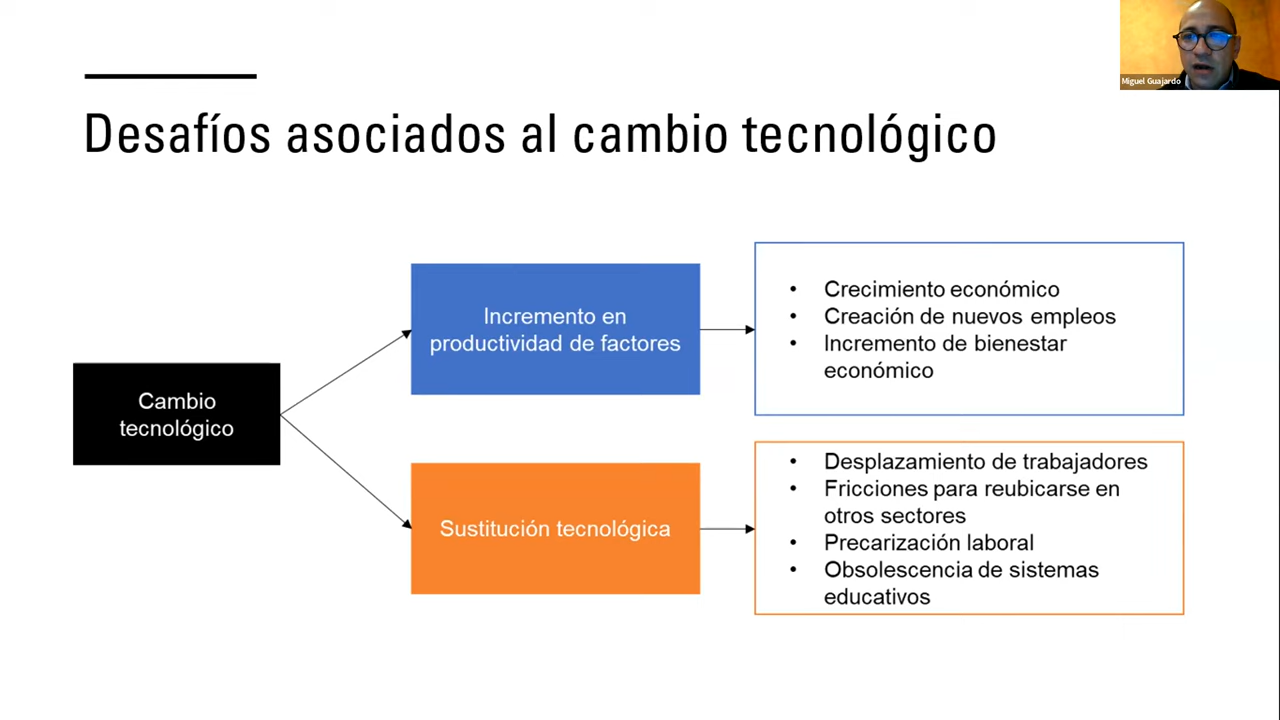 Miguel Guajardo
Desafíos asociados al cambio tecnológico
Cambio
tecnológico
Incremento en
productividad de factores
• Crecimiento económico
• Creación de nuevos empleos
• Incremento de bienestar
económico
Sustitución tecnológica
• Desplazamiento de trabajadores
• Fricciones para reubicarse en
otros sectores
• Precarización laboral
• Obsolescencia de sistemas
educativos